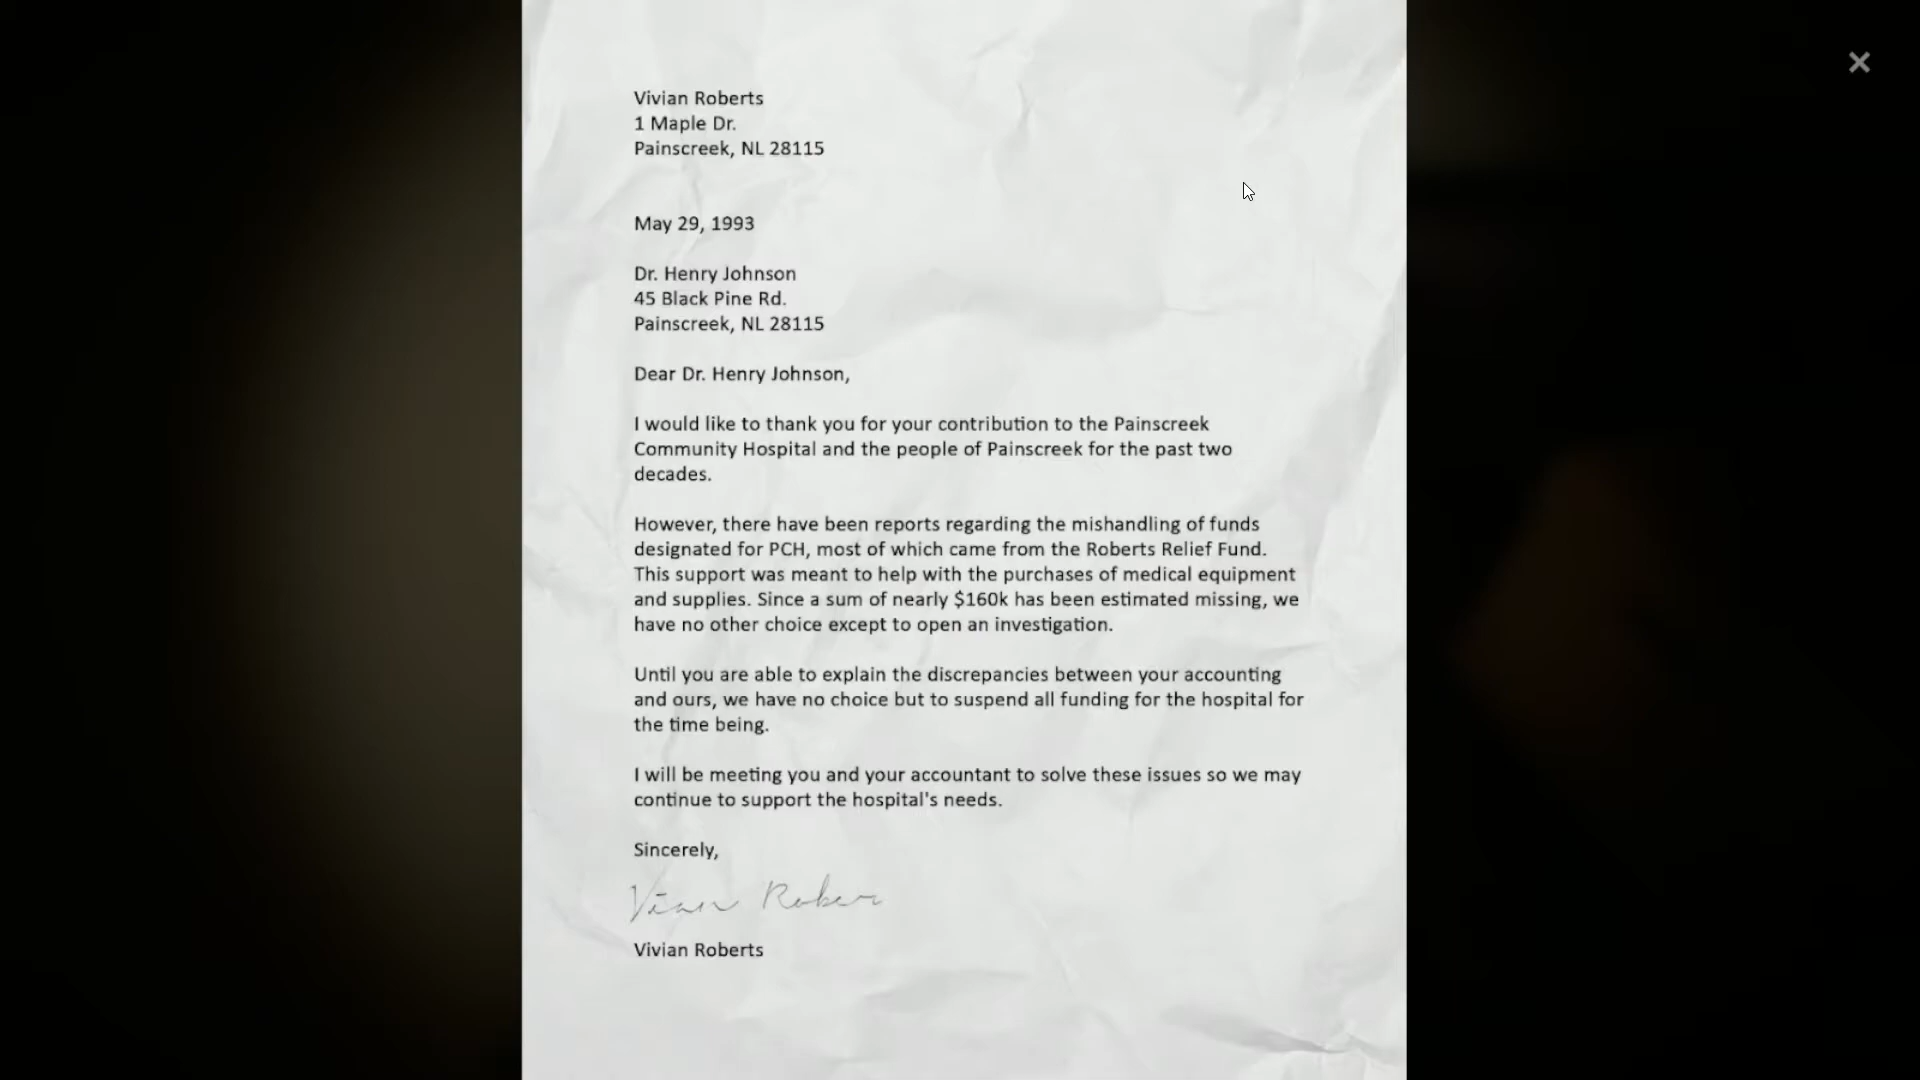 Vivian Roberts
1 Maple Dr.
Painscreek, NL 28115
May 29, 1993
Dr. Henry Johnson
45 Black Pine Rd.
Painscreek, NL 28115
Dear Dr. Henry Johnson,
I would like to thank you for your contribution to the Painscreek
Community Hospital and the people of Painscreek for the past two
decades.
However, there have been reports regarding the mishandling of funds
designated for PCH, most of which came from the Roberts Relief Fund.
This support was meant to help with the purchases of medical equipment
and supplies. Since a sum of nearly $160k has been estimated missing, we
have no other choice except to open an investigation.
Until you are able to explain the discrepancies between your accounting
and ours, we have no choice but to suspend all funding for the hospital for
the time being.
I will be meeting you and your accountant to solve these issues so we may
continue to support the hospital's needs.
Sincerely,
Vivian Roberts